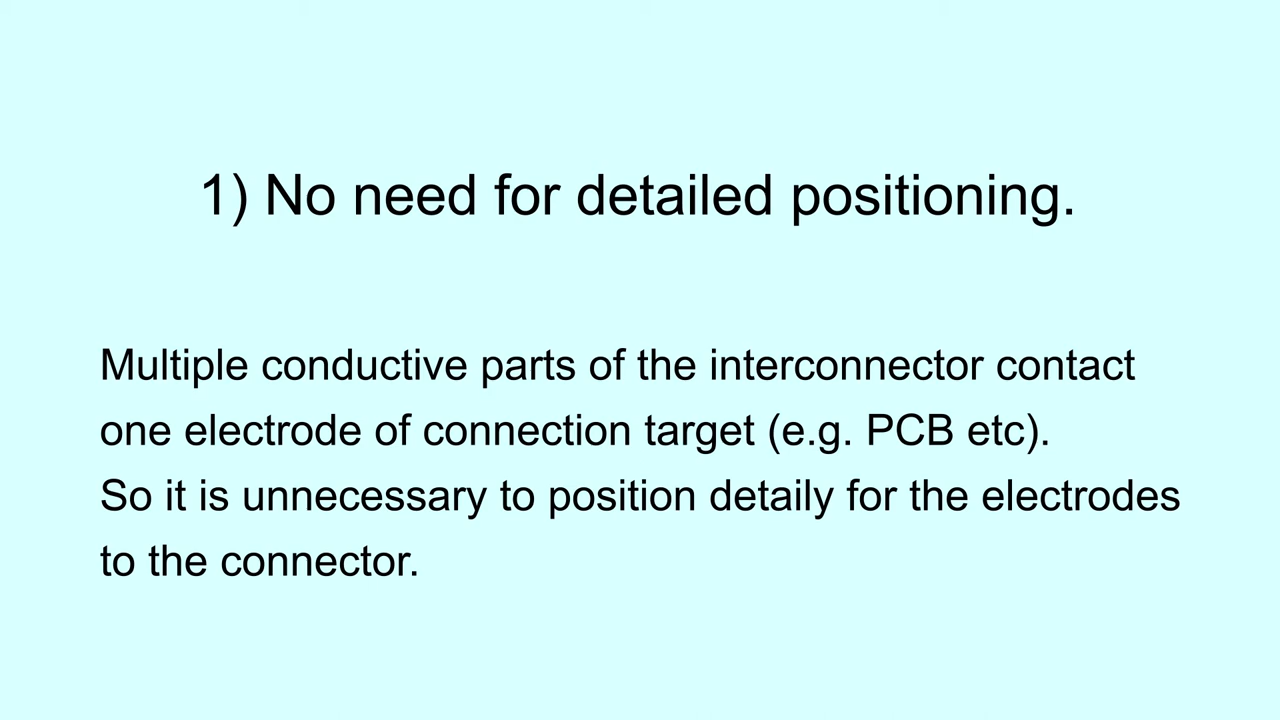 1) No need for detailed positioning.
Multiple conductive parts of the interconnector contact
one electrode of connection target (e.g. PCB etc).
So it is unnecessary to position detaily for the electrodes
to the connector.